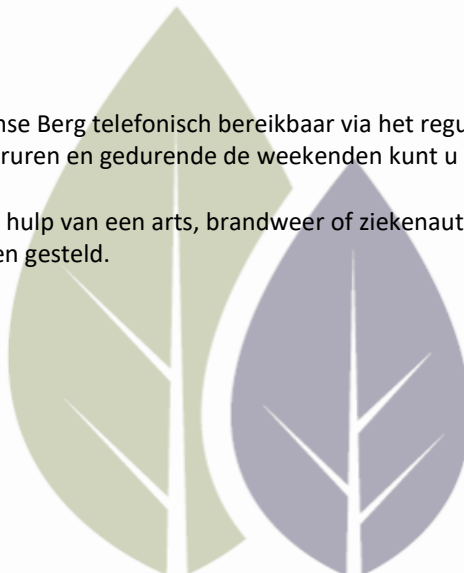 nse Berg telefonisch bereikbaar via het regu
ruren en gedurende de weekenden kunt u
hulp van een arts, brandweer of ziekenaut
en gesteld.